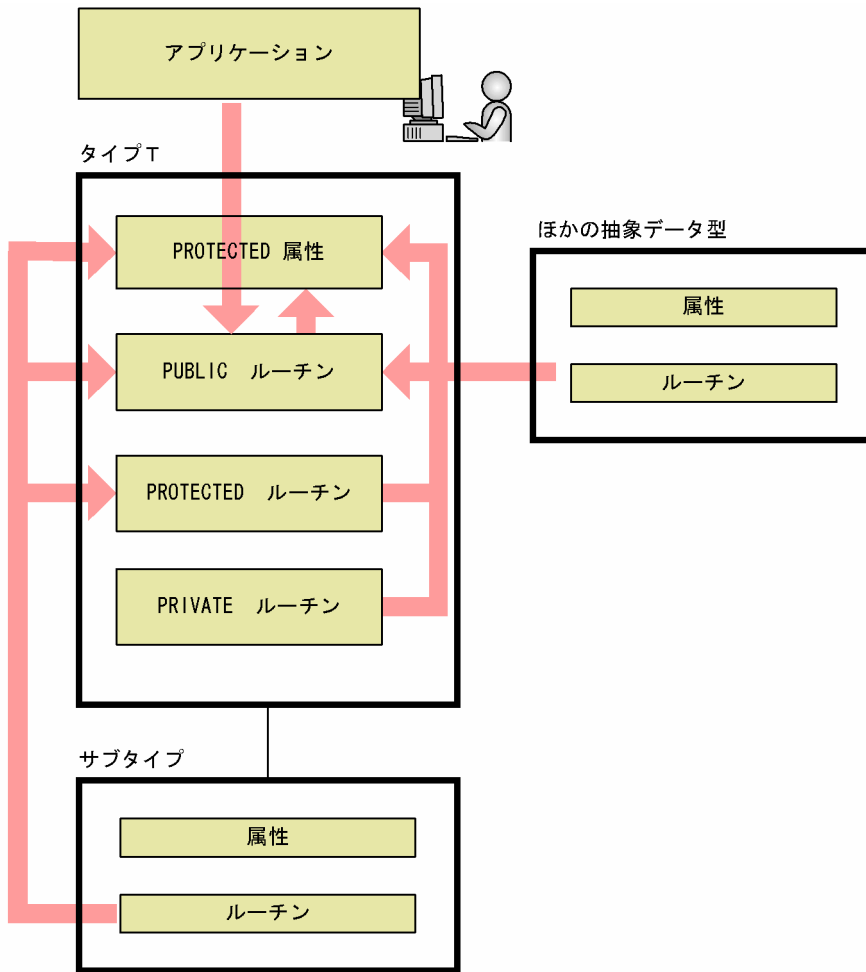 アプリケーション
タイプT
PROTECTED 属性
PUBLIC ルーチン
PROTECTED ルーチン
PRIVATE ルーチン
ほかの抽象データ型
属性
ルーチン
サブタイプ
属性
ルーチン